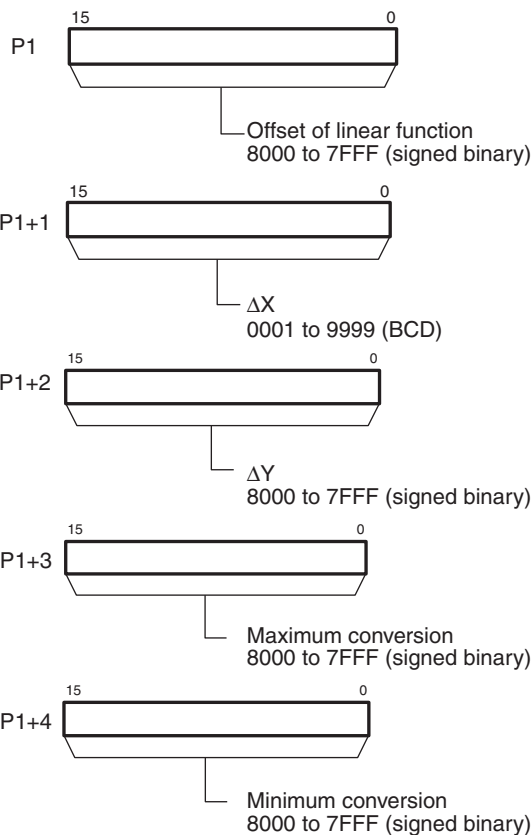 15 0
P1
Offset of linear function
8000 to 7FFF (signed binary)
15 0
P1+1
ΔX
0001 to 9999 (BCD)
15 0
P1+2
ΔY
8000 to 7FFF (signed binary)
15 0
P1+3
Maximum conversion
8000 to 7FFF (signed binary)
15 0
P1+4
Minimum conversion
8000 to 7FFF (signed binary)